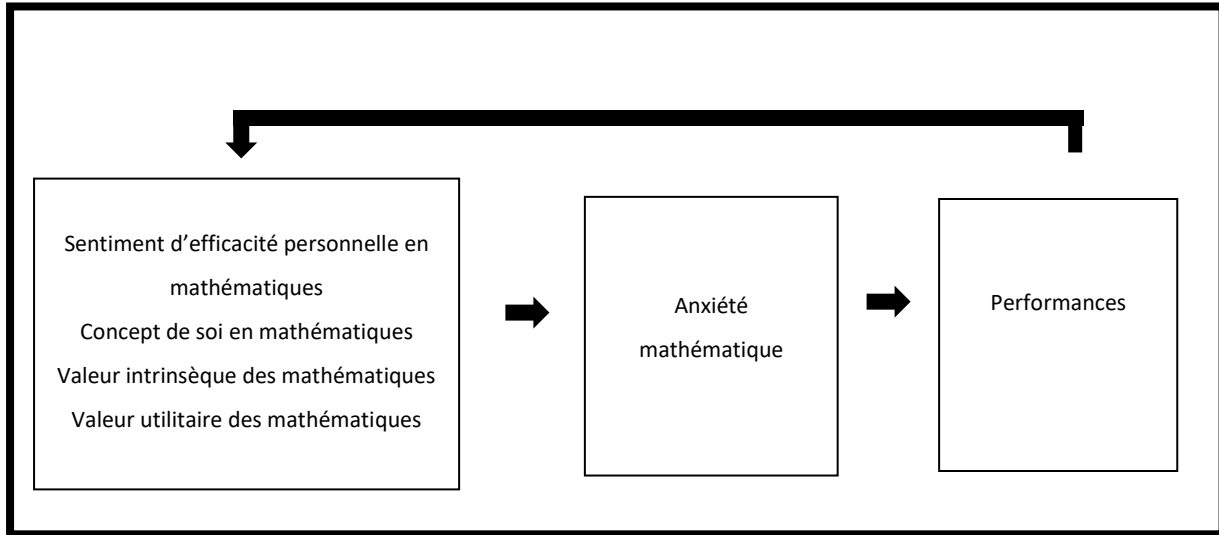 Sentiment d’efficacité personnelle en
mathématiques
Concept de soi en mathématiques
Valeur intrinsèque des mathématiques
Valeur utilitaire des mathématiques
Anxiété
mathématique
Performances